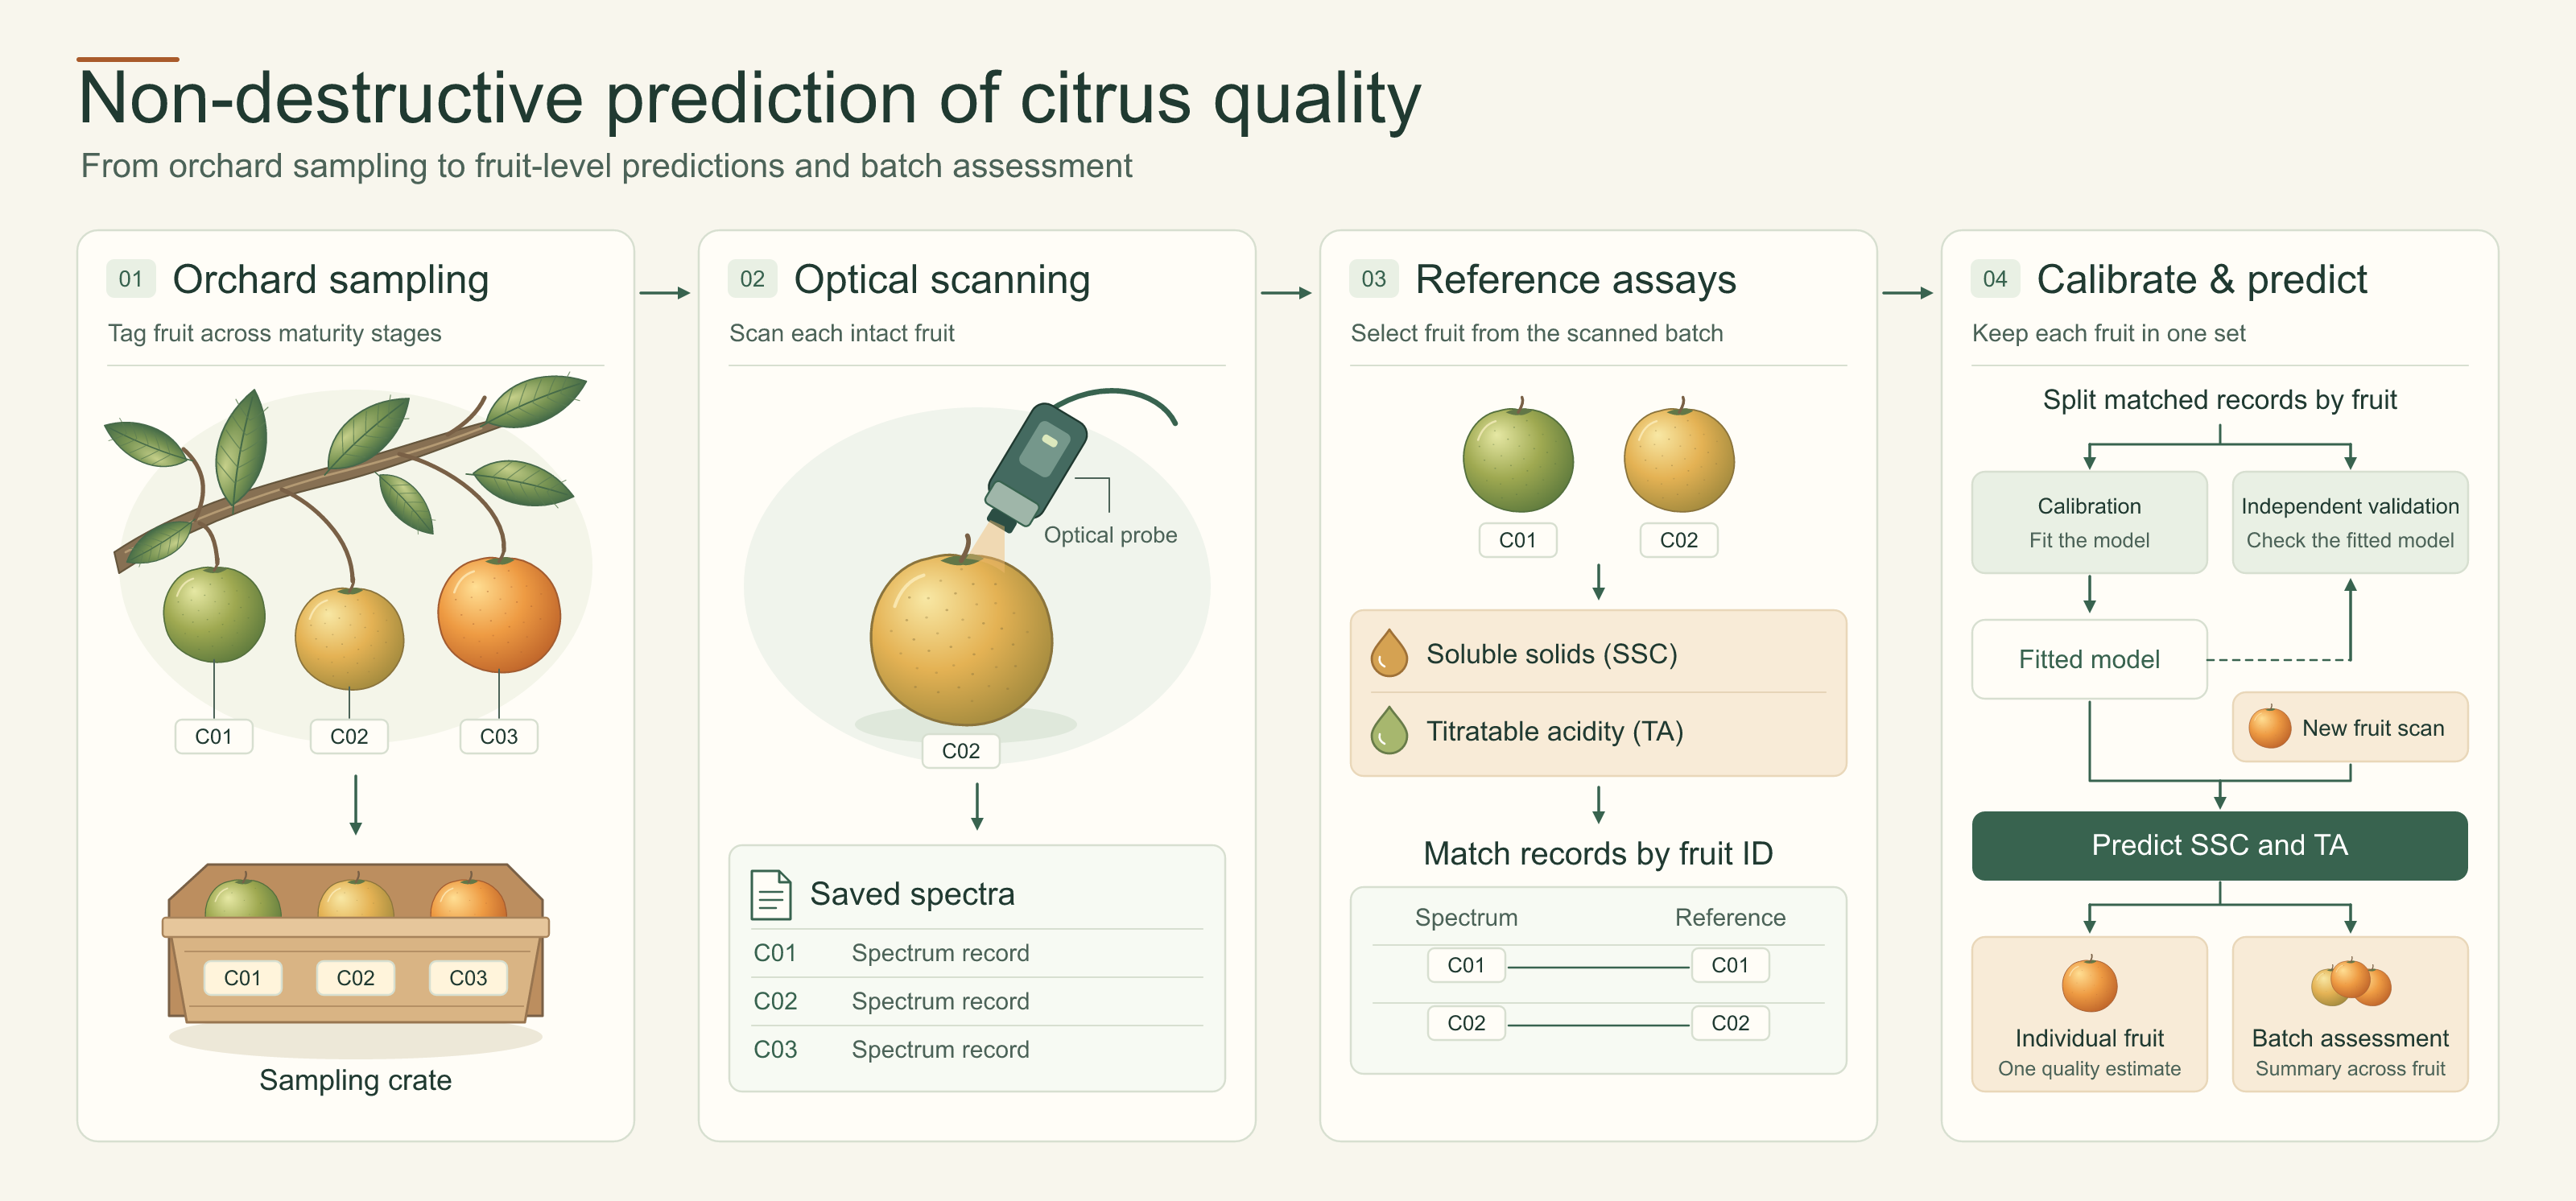 Non-destructive prediction of citrus quality
From orchard sampling to fruit-level predictions and batch assessment
01 Orchard sampling
Tag fruit across maturity stages
C01 C02 C03
C01 C02 C03
Sampling crate
02 Optical scanning
Scan each intact fruit
Optical probe
C02
Saved spectra
C01 Spectrum record
C02 Spectrum record
C03 Spectrum record
03 Reference assays
Select fruit from the scanned batch
C01 C02
Soluble solids (SSC)
Titratable acidity (TA)
Match records by fruit ID
Spectrum Reference
C01 C01
C02 C02
04 Calibrate & predict
Keep each fruit in one set
Split matched records by fruit
Calibration
Fit the model
Independent validation
Check the fitted model
Fitted model
New fruit scan
Predict SSC and TA
Individual fruit
One quality estimate
Batch assessment
Summary across fruit